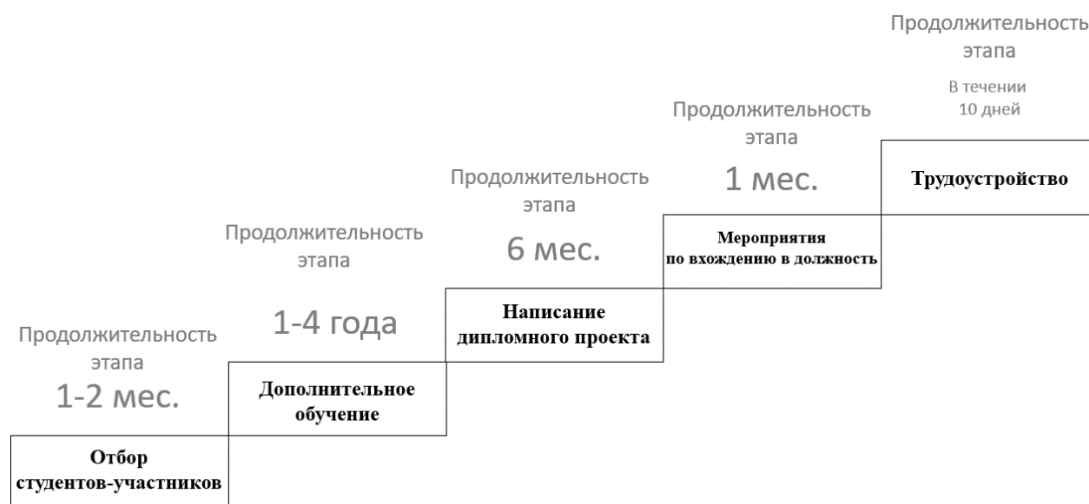 Продолжительность
этапа
1-2 мес.
Отбор
студентов-участников
Продолжительность
этапа
1-4 года
Дополнительное
обучение
Продолжительность
этапа
6 мес.
Написание
дипломного проекта
Продолжительность
этапа
1 мес.
Мероприятия
по вхождению в должность
Продолжительность
этапа
В течении
10 дней
Трудоустройство